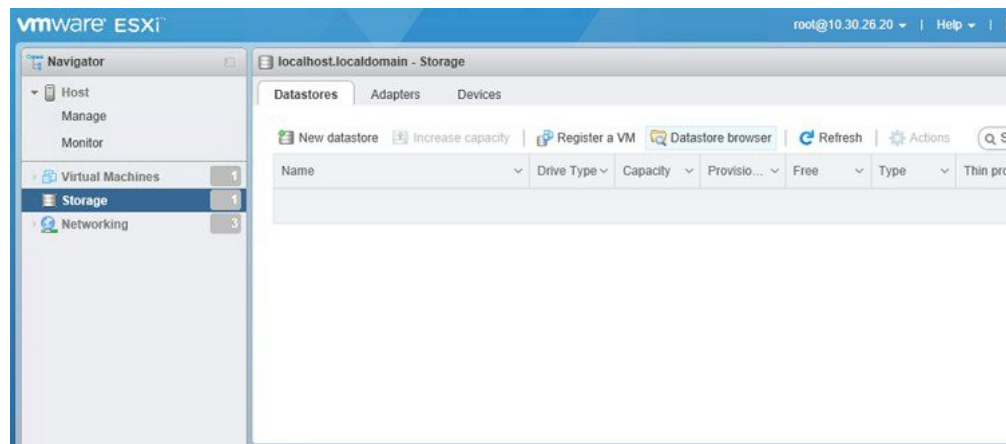 vmware ESXi
root@10.30.26.20 | Help |
Navigator
localhost.localdomain - Storage
Host
Manage
Monitor
Virtual Machines 1
Storage 1
Networking 3
Datastores Adapters Devices
New datastore Increase capacity | Register a VM Datastore browser | Refresh | Actions
Name Drive Type Capacity Provisio... Free Type Thin pro